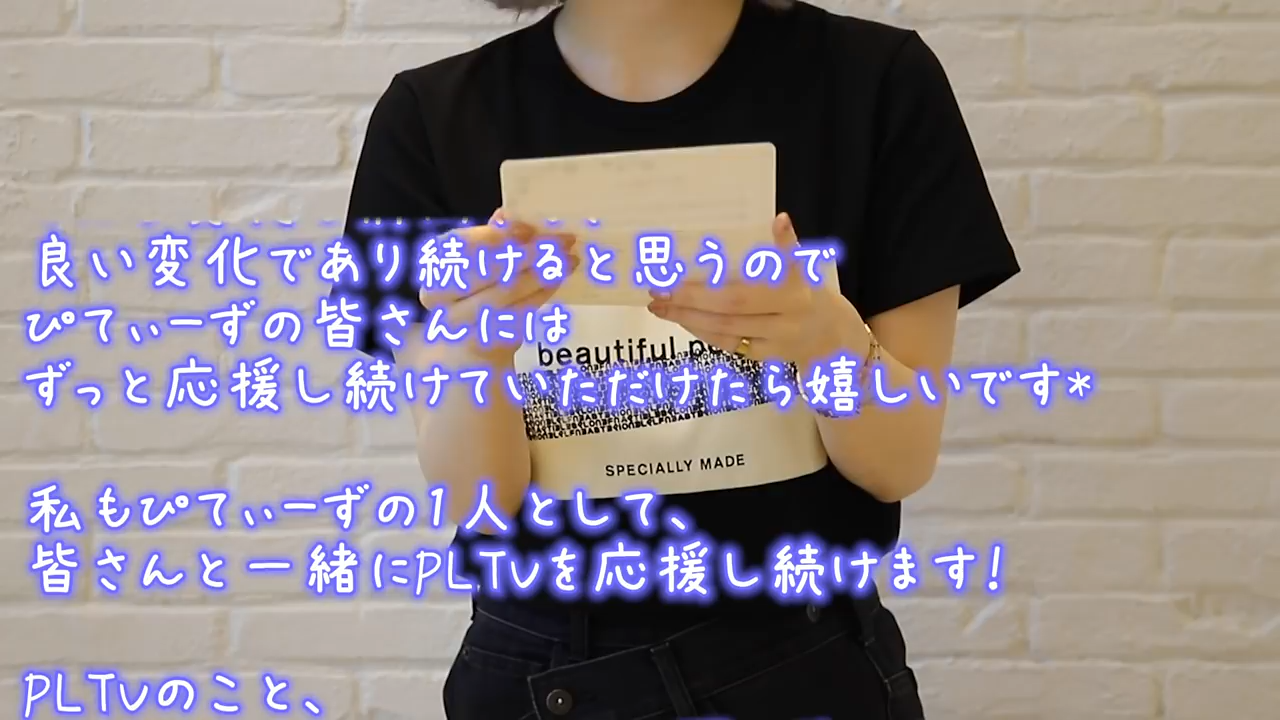 良い変化であり続けると思うので
ぴてぃーずの皆さんには
ずっと応援し続けていただけたら嬉しいです*
私もぴてぃーずの1人として、
皆さんと一緒にPLTVを応援し続けます!
PLTVのこと、
beautiful
SPECIALLY MADE